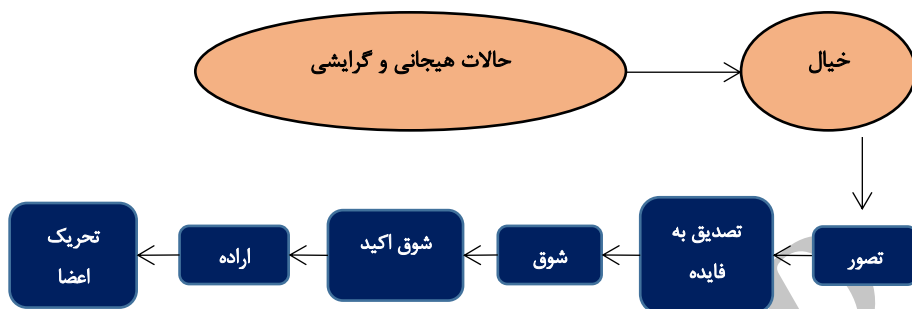 حالات هیجانی و گرایشی
خیال
تصور
تصدیق به
فایده
شوق
شوق اکید
اراده
تحریک
اعضا